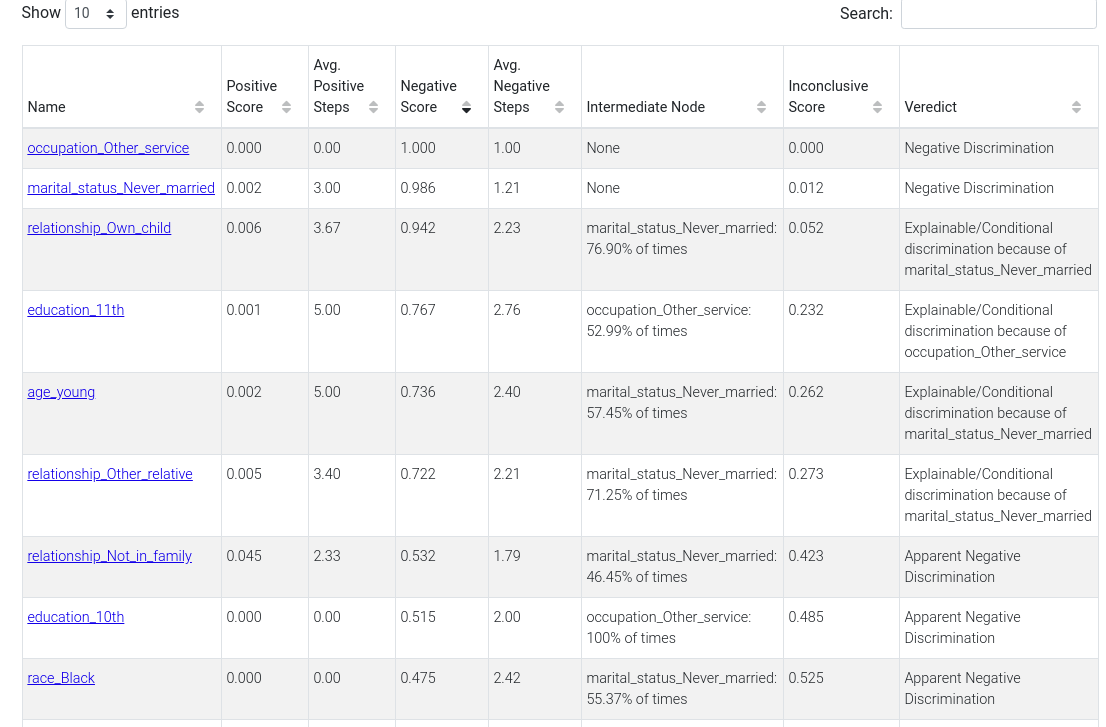 Show 10 entries Search:
Name Positive Score Avg. Positive Steps Negative Score Avg. Negative Steps Intermediate Node Inconclusive Score Veredict
occupation_Other_service 0.000 0.00 1.000 1.00 None 0.000 Negative Discrimination
marital_status_Never_married 0.002 3.00 0.986 1.21 None 0.012 Negative Discrimination
relationship_Own_child 0.006 3.67 0.942 2.23 marital_status_Never_married: 76.90% of times 0.052 Explainable/Conditional discrimination because of marital_status_Never_married
education_11th 0.001 5.00 0.767 2.76 occupation_Other_service: 52.99% of times 0.232 Explainable/Conditional discrimination because of occupation_Other_service
age_young 0.002 5.00 0.736 2.40 marital_status_Never_married: 57.45% of times 0.262 Explainable/Conditional discrimination because of marital_status_Never_married
relationship_Other_relative 0.005 3.40 0.722 2.21 marital_status_Never_married: 71.25% of times 0.273 Explainable/Conditional discrimination because of marital_status_Never_married
relationship_Not_in_family 0.045 2.33 0.532 1.79 marital_status_Never_married: 46.45% of times 0.423 Apparent Negative Discrimination
education_10th 0.000 0.00 0.515 2.00 occupation_Other_service: 100% of times 0.485 Apparent Negative Discrimination
race_Black 0.000 0.00 0.475 2.42 marital_status_Never_married: 55.37% of times 0.525 Apparent Negative Discrimination